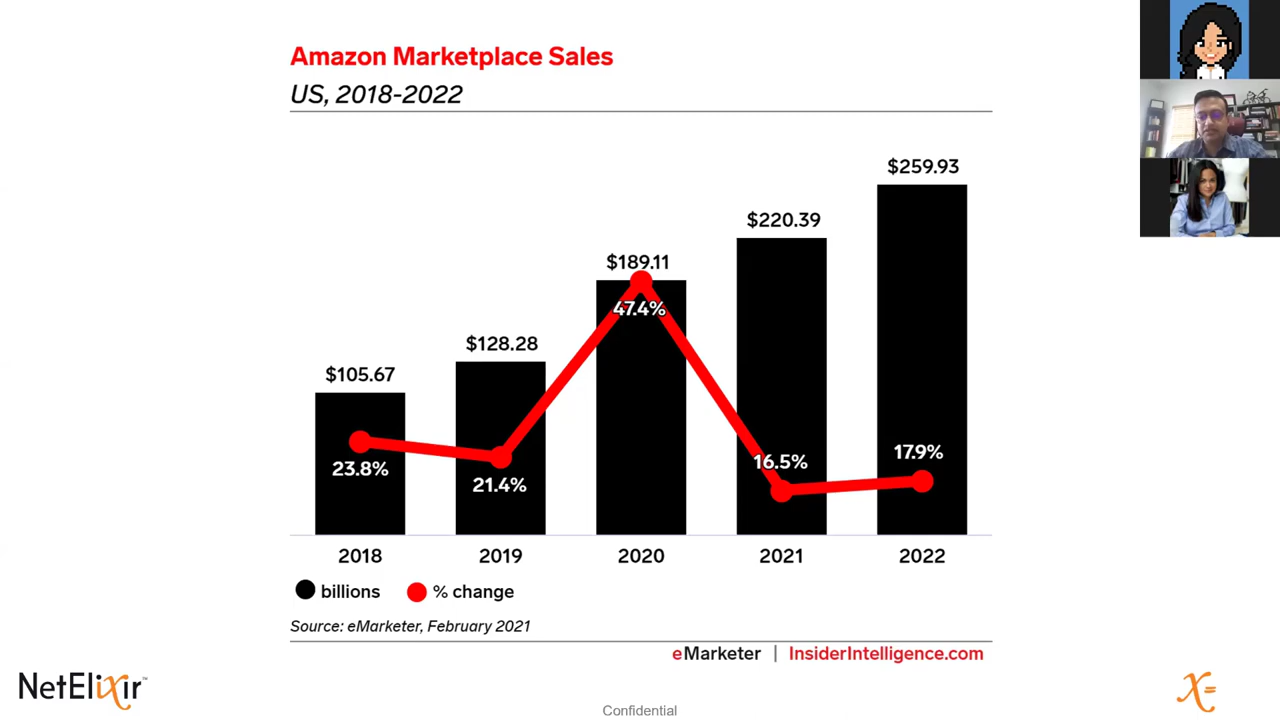 Amazon Marketplace Sales
US, 2018-2022
$259.93
$220.39
$189.11
47.4%
$128.28
$105.67
23.8%
21.4%
16.5%
17.9%
2018 2019 2020 2021 2022
billions % change
Source: eMarketer, February 2021
eMarketer | InsiderIntelligence.com
NetElixir™
X=
Confidential